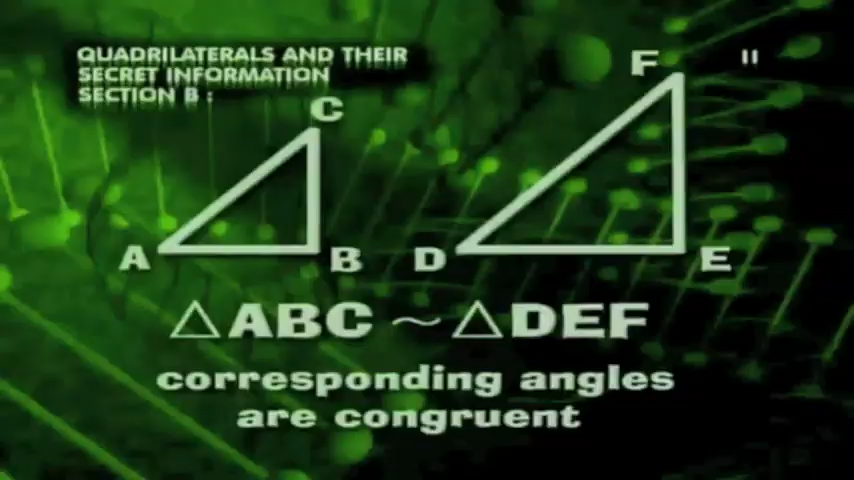 QUADRILATERALS AND THEIR
SECRET INFORMATION
SECTION B :
F
C
A
B
D
E
△ABC ~ △DEF
corresponding angles
are congruent